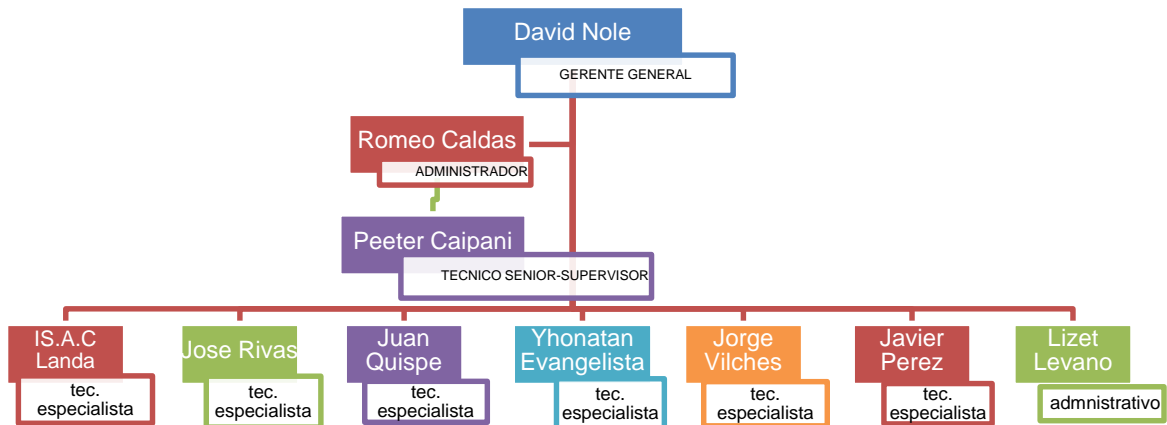 David Nole
GERENTE GENERAL
Romeo Caldas
ADMINISTRADOR
Peeter Caipani
TECNICO SENIOR-SUPERVISOR
IS.A.C
Landa
tec.
especialista
Jose Rivas
tec.
especialista
Juan
Quispe
tec.
especialista
Yhonatan
Evangelista
tec.
especialista
Jorge
Vilches
tec.
especialista
Javier
Perez
tec.
especialista
Lizet
Levano
admnistrativo